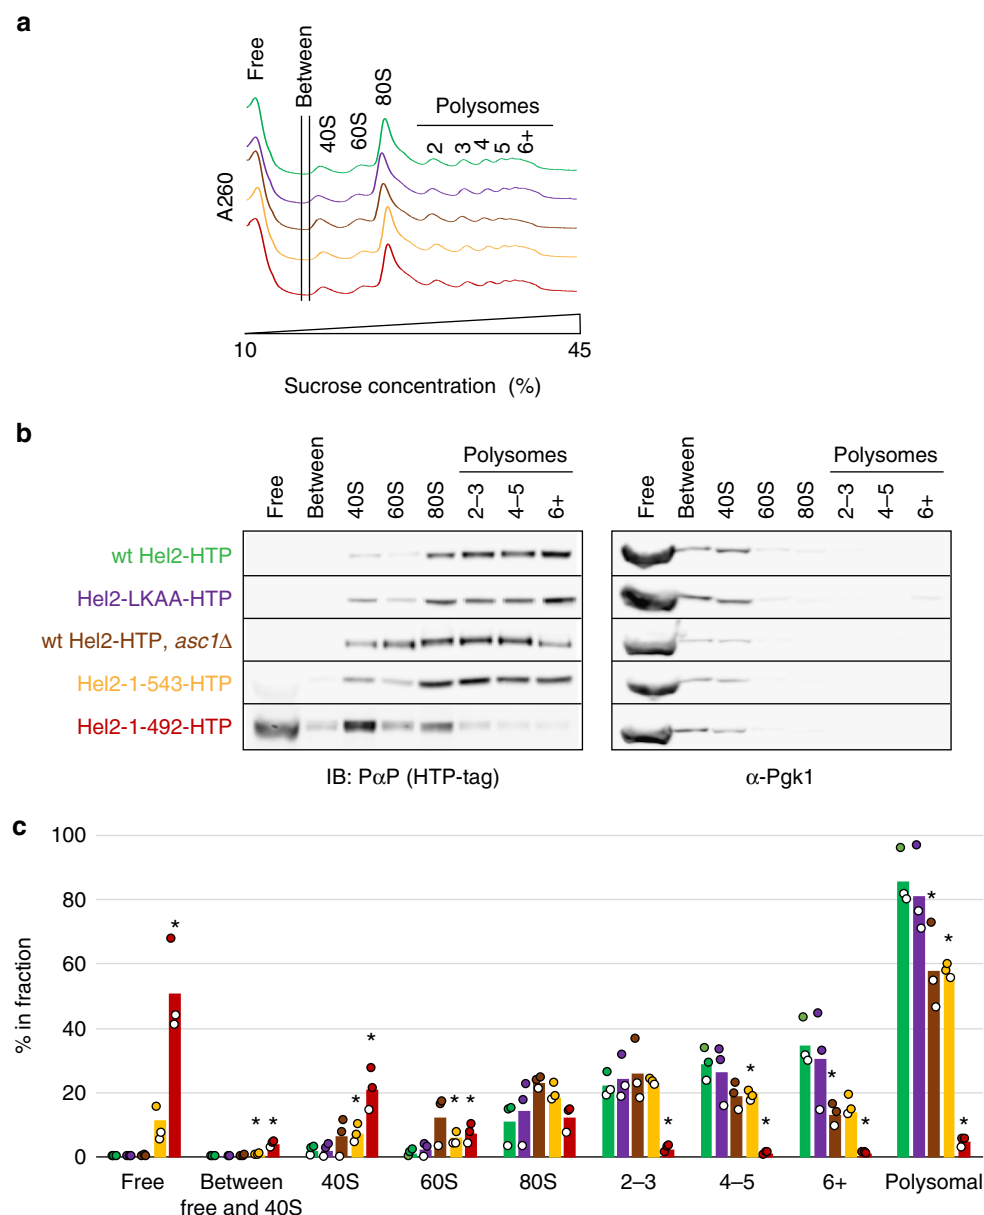 a
Free
Between
40S
60S
80S
Polysomes
2
3
4
5
6+
A260
10
45
Sucrose concentration (%)
b
Free
Between
40S
60S
80S
Polysomes
2–3
4–5
6+
Free
Between
40S
60S
80S
Polysomes
2–3
4–5
6+
wt Hel2-HTP
Hel2-LKAA-HTP
wt Hel2-HTP, asc1Δ
Hel2-1-543-HTP
Hel2-1-492-HTP
IB: PαP (HTP-tag)
α-Pgk1
c
% in fraction
100
80
60
40
20
0
* * * * * * * * * * * * * * *
Free
Between free and 40S
40S
60S
80S
2–3
4–5
6+
Polysomal